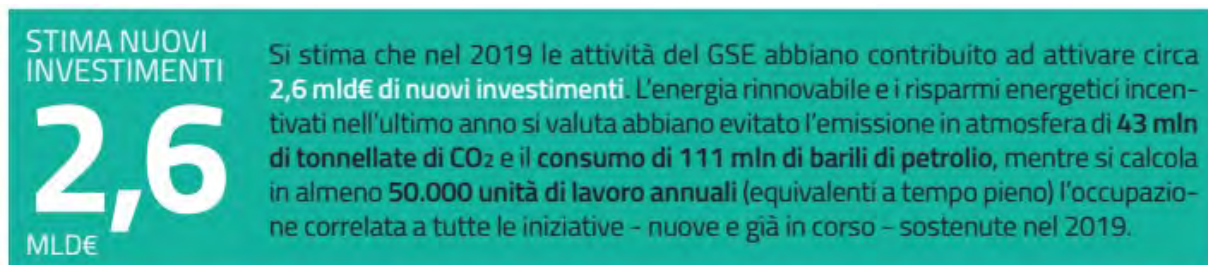 STIMA NUOVI
INVESTIMENTI
2,6
MLD€
Si stima che nel 2019 le attività del GSE abbiano contribuito ad attivare circa
2,6 mld€ di nuovi investimenti. L'energia rinnovabile e i risparmi energetici incen-
tivati nell'ultimo anno si valuta abbiano evitato l'emissione in atmosfera di 43 mln
di tonnellate di CO2 e il consumo di 111 mln di barili di petrolio, mentre si calcola
in almeno 50.000 unità di lavoro annuali (equivalenti a tempo pieno) l'occupazio-
ne correlata a tutte le iniziative - nuove e già in corso - sostenute nel 2019.